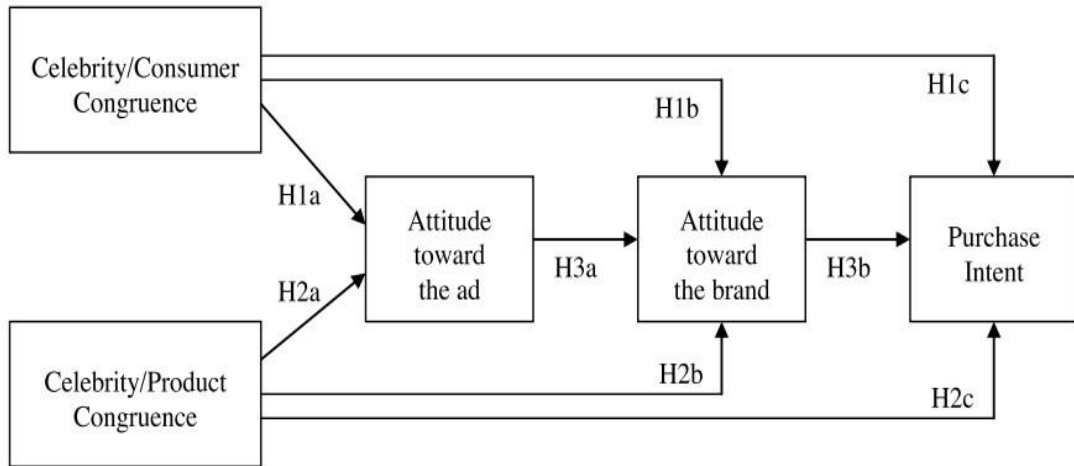 Celebrity/Consumer
Congruence
H1c
H1b
H1a
Attitude
toward
the ad
H3a
Attitude
toward
the brand
H3b
Purchase
Intent
H2a
Celebrity/Product
Congruence
H2b
H2c